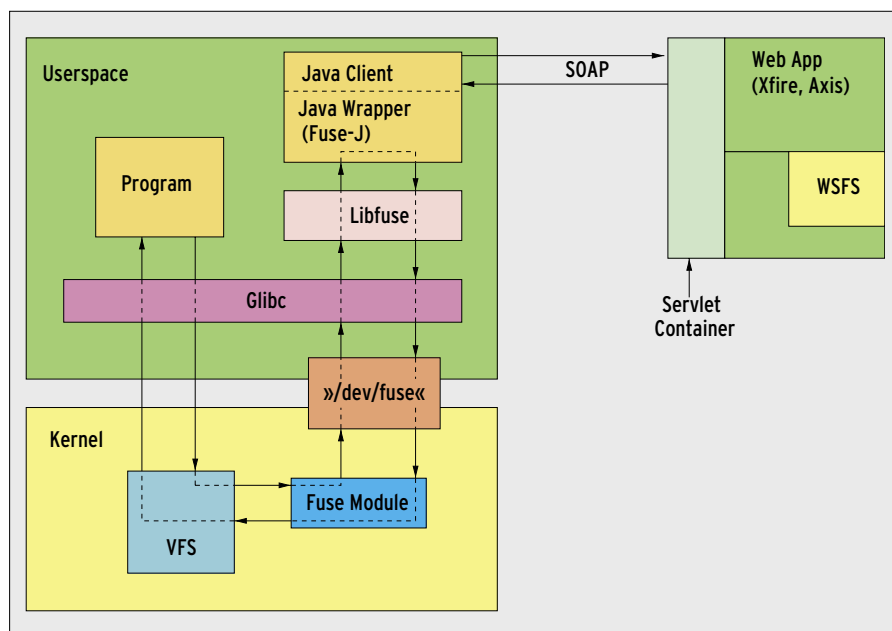 Userspace
Java Client
Java Wrapper
(Fuse-J)
SOAP
Web App
(Xfire, Axis)
WSFS
Program
Libfuse
Glibc
Servlet
Container
»/dev/fuse«
Kernel
Fuse Module
VFS